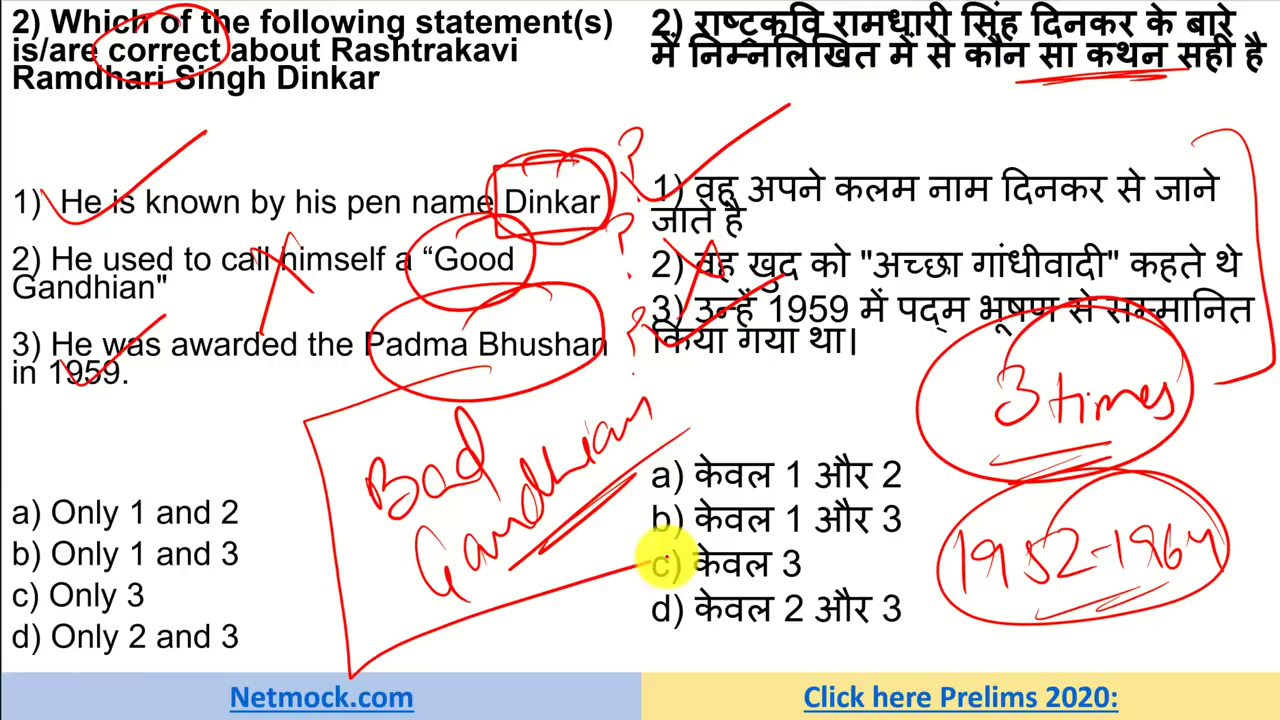 2) Which of the following statement(s)
is/are correct about Rashtrakavi
Ramdhari Singh Dinkar
1) He is known by his pen name Dinkar
2) He used to call himself a “Good
Gandhian"
3) He was awarded the Padma Bhushan
in 1959.
Bad
Gandhian
a) Only 1 and 2
b) Only 1 and 3
c) Only 3
d) Only 2 and 3
2) राष्ट्रकवि रामधारी सिंह दिनकर के बारे
में निम्नलिखित में से कौन सा कथन सही है
?
1) वह अपने कलम नाम दिनकर से जाने
जाते है
?
2) वह खुद को "अच्छा गांधीवादी" कहते थे
3) उन्हें 1959 में पद्म भूषण से सम्मानित
?
किया गया था।
3 times
a) केवल 1 और 2
b) केवल 1 और 3
c) केवल 3
d) केवल 2 और 3
1952-1964
Netmock.com
Click here Prelims 2020: